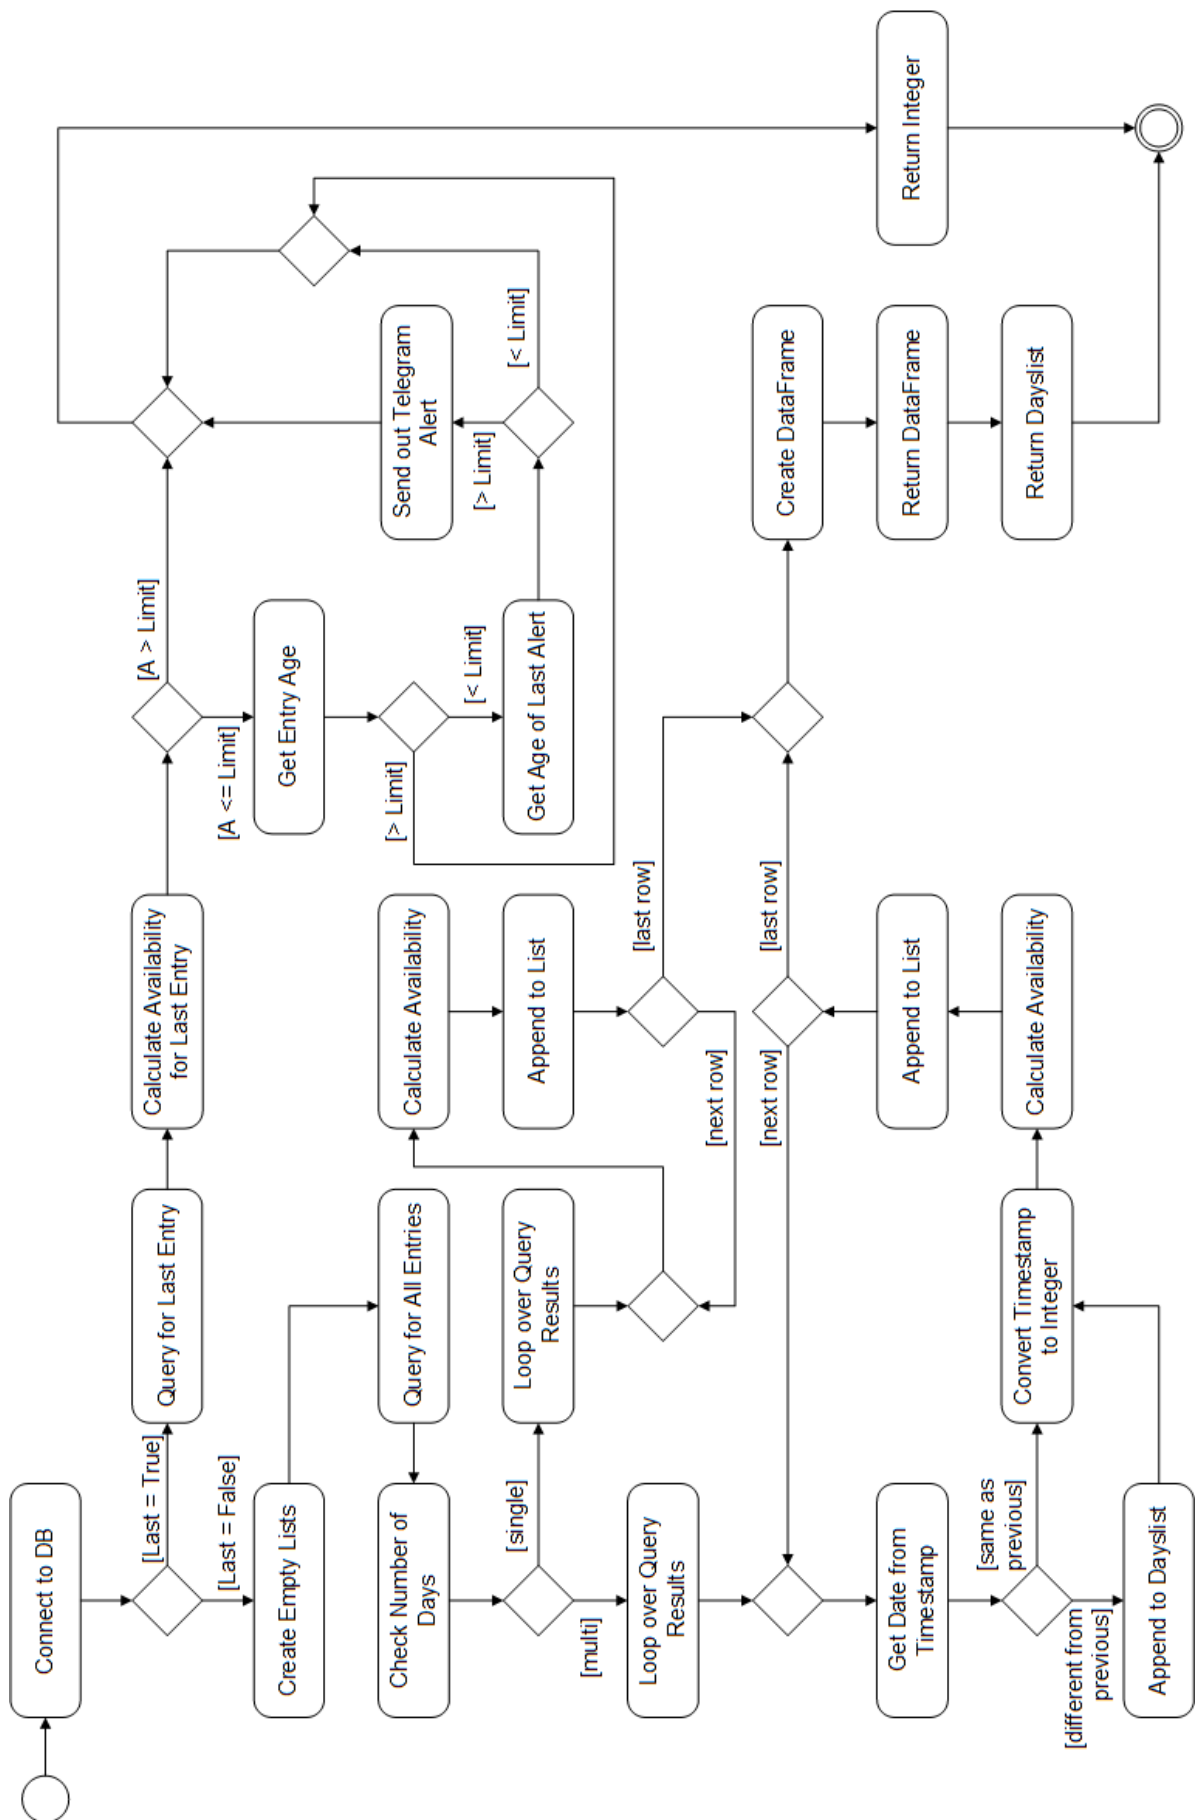 Connect to DB
[Last = True]
[Last = False]
Query for Last Entry
Calculate Availability
for Last Entry
[A > Limit]
[A <= Limit]
Get Entry Age
[> Limit]
[< Limit]
Get Age of Last Alert
[> Limit]
[< Limit]
Send out Telegram
Alert
Return Integer
Create Empty Lists
Query for All Entries
Check Number of
Days
[single]
[multi]
Loop over Query
Results
Calculate Availability
Append to List
[last row]
[next row]
Loop over Query
Results
[next row]
[last row]
Get Date from
Timestamp
[same as
previous]
[different from
previous]
Append to Dayslist
Convert Timestamp
to Integer
Calculate Availability
Append to List
Create DataFrame
Return DataFrame
Return Dayslist